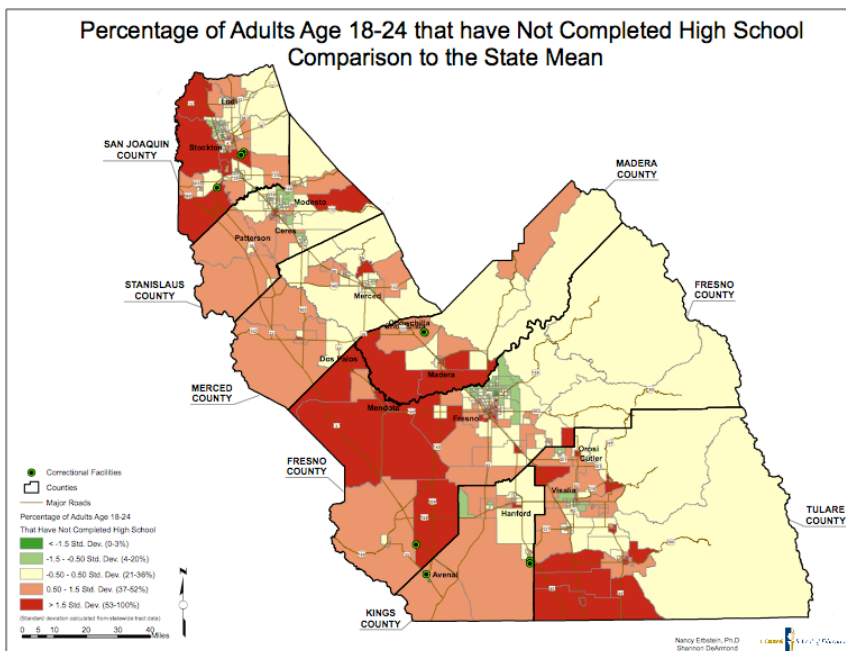 Percentage of Adults Age 18-24 that have Not Completed High School
Comparison to the State Mean
SAN JOAQUIN
COUNTY
Lodi
Stockton
MADERA
COUNTY
Modesto
Ceres
Patterson
STANISLAUS
COUNTY
FRESNO
COUNTY
Merced
Chowchilla
Dos Palos
Madera
MERCED
COUNTY
Mendota
Fresno
FRESNO
COUNTY
Orosi
Cutler
Visalia
Hanford
TULARE
COUNTY
Avenal
KINGS
COUNTY
Correctional Facilities
Counties
Major Roads
Percentage of Adults Age 18-24
That Have Not Completed High School
< -1.5 Std. Dev. (0-3%)
-1.5 - -0.50 Std. Dev. (4-20%)
-0.50 - 0.50 Std. Dev. (21-36%)
0.50 - 1.5 Std. Dev. (37-52%)
> 1.5 Std. Dev. (53-100%)
(Standard deviation calculated from statewide tract data)
N
0 5 10 20 30 40 Miles
Nancy Erbstein, Ph.D
Shannon DeArmond